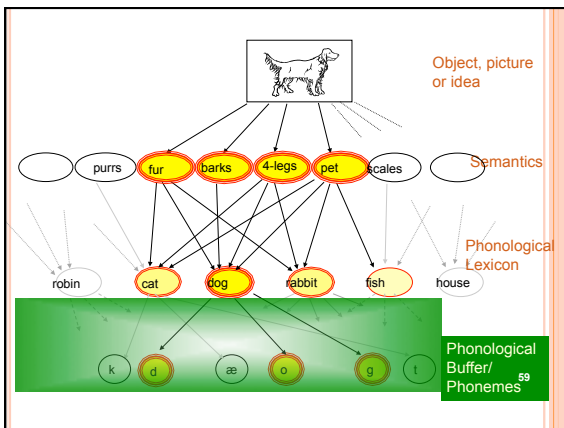 Object, picture
or idea
purrs
fur
barks
4-legs
pet
scales
Semantics
Phonological
Lexicon
robin
cat
dog
rabbit
fish
house
Phonological
Buffer/
Phonemes
59
k
d
æ
o
g
t